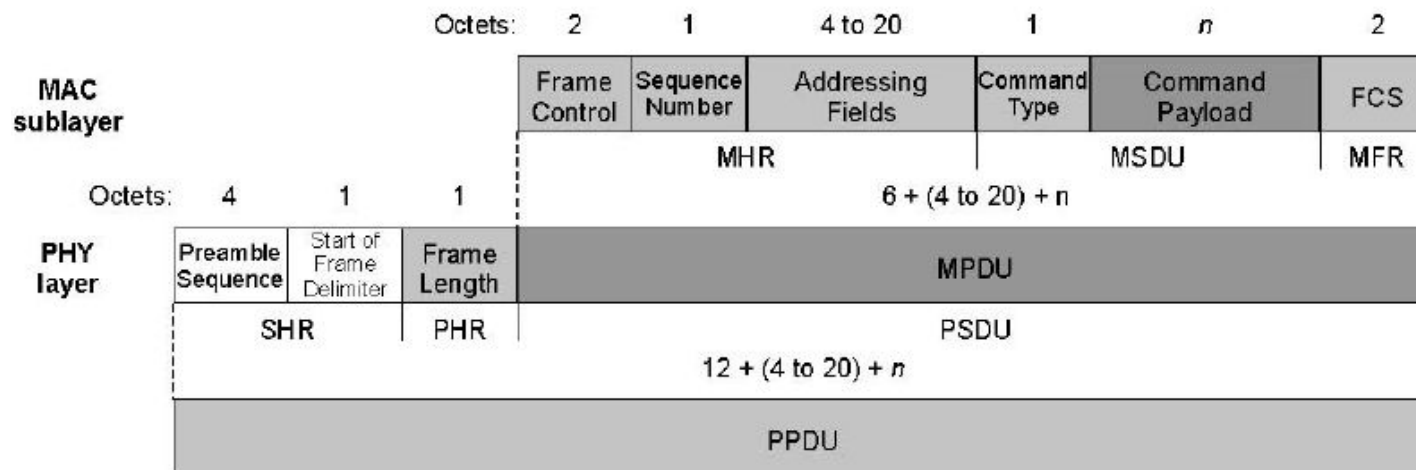 Octets: 2 1 4 to 20 1 n 2
MAC sublayer
Frame Control
Sequence Number
Addressing Fields
Command Type
Command Payload
FCS
MHR MSDU MFR
Octets: 4 1 1 6 + (4 to 20) + n
PHY layer
Preamble Sequence
Start of Frame Delimiter
Frame Length
MPDU
SHR PHR PSDU
12 + (4 to 20) + n
PPDU